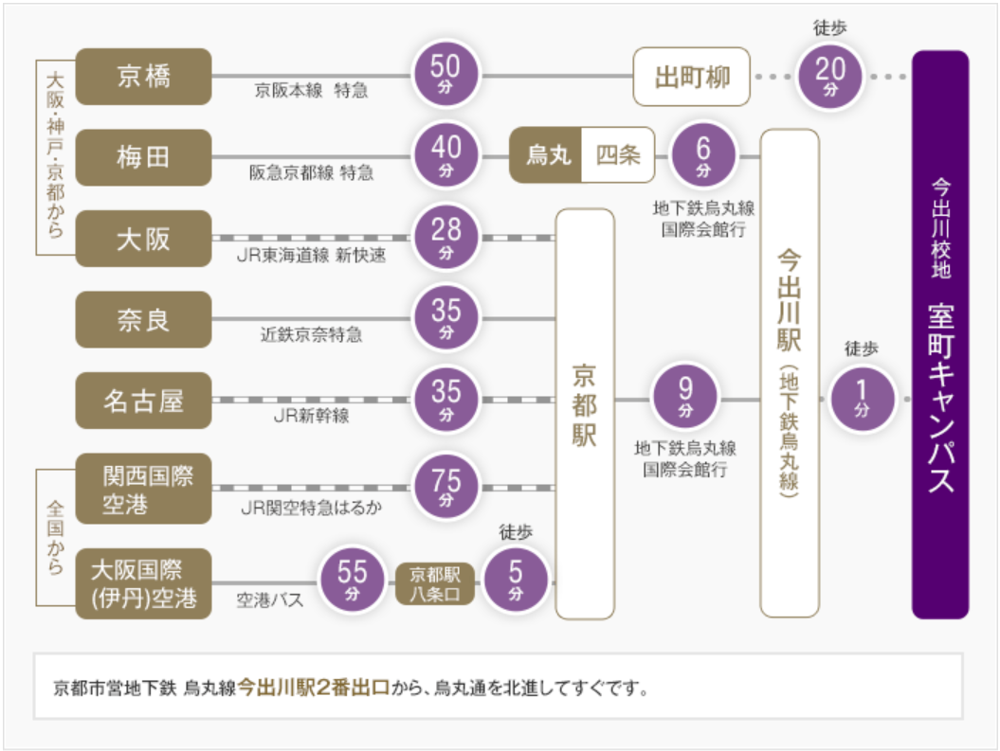 大阪・神戸・京都から
京橋
京阪本線 特急
50分
出町柳
徒歩
20分
梅田
阪急京都線 特急
40分
烏丸
四条
6分
地下鉄烏丸線
国際会館行
大阪
JR東海道線 新快速
28分
奈良
近鉄京奈特急
35分
名古屋
JR新幹線
35分
全国から
関西国際
空港
JR関空特急はるか
75分
大阪国際
(伊丹)空港
空港バス
55分
京都駅
八条口
徒歩
5分
京都駅
9分
地下鉄烏丸線
国際会館行
今出川駅(地下鉄烏丸線)
徒歩
1分
今出川校地 室町キャンパス
京都市営地下鉄 烏丸線今出川駅2番出口から、烏丸通を北進してすぐです。